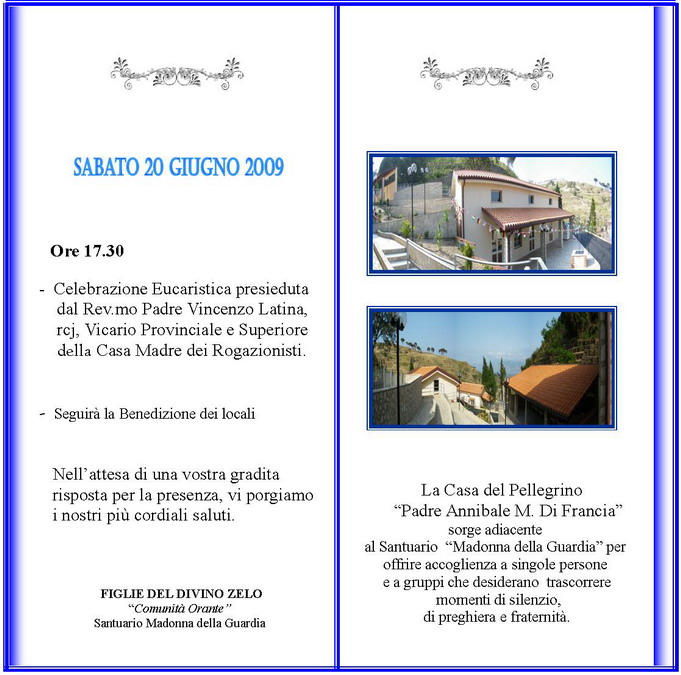 SABATO 20 GIUGNO 2009
Ore 17.30
- Celebrazione Eucaristica presieduta
dal Rev.mo Padre Vincenzo Latina,
rcj, Vicario Provinciale e Superiore
della Casa Madre dei Rogazionisti.
- Seguirà la Benedizione dei locali
Nell’attesa di una vostra gradita
risposta per la presenza, vi porgiamo
i nostri più cordiali saluti.
FIGLIE DEL DIVINO ZELO
“Comunità Orante”
Santuario Madonna della Guardia
La Casa del Pellegrino
“Padre Annibale M. Di Francia”
sorge adiacente
al Santuario “Madonna della Guardia” per
offrire accoglienza a singole persone
e a gruppi che desiderano trascorrere
momenti di silenzio,
di preghiera e fraternità.